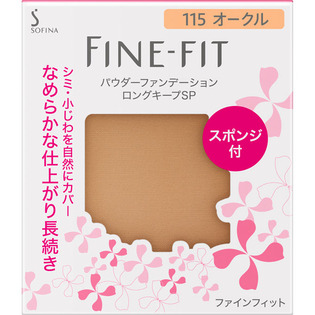 SOFINA
115 オークル
FINE-FIT
パウダーファンデーション
ロングキープSP
シミ・小じわを自然にカバー
なめらかな仕上がり長続き
スポンジ
付
ファインフィット